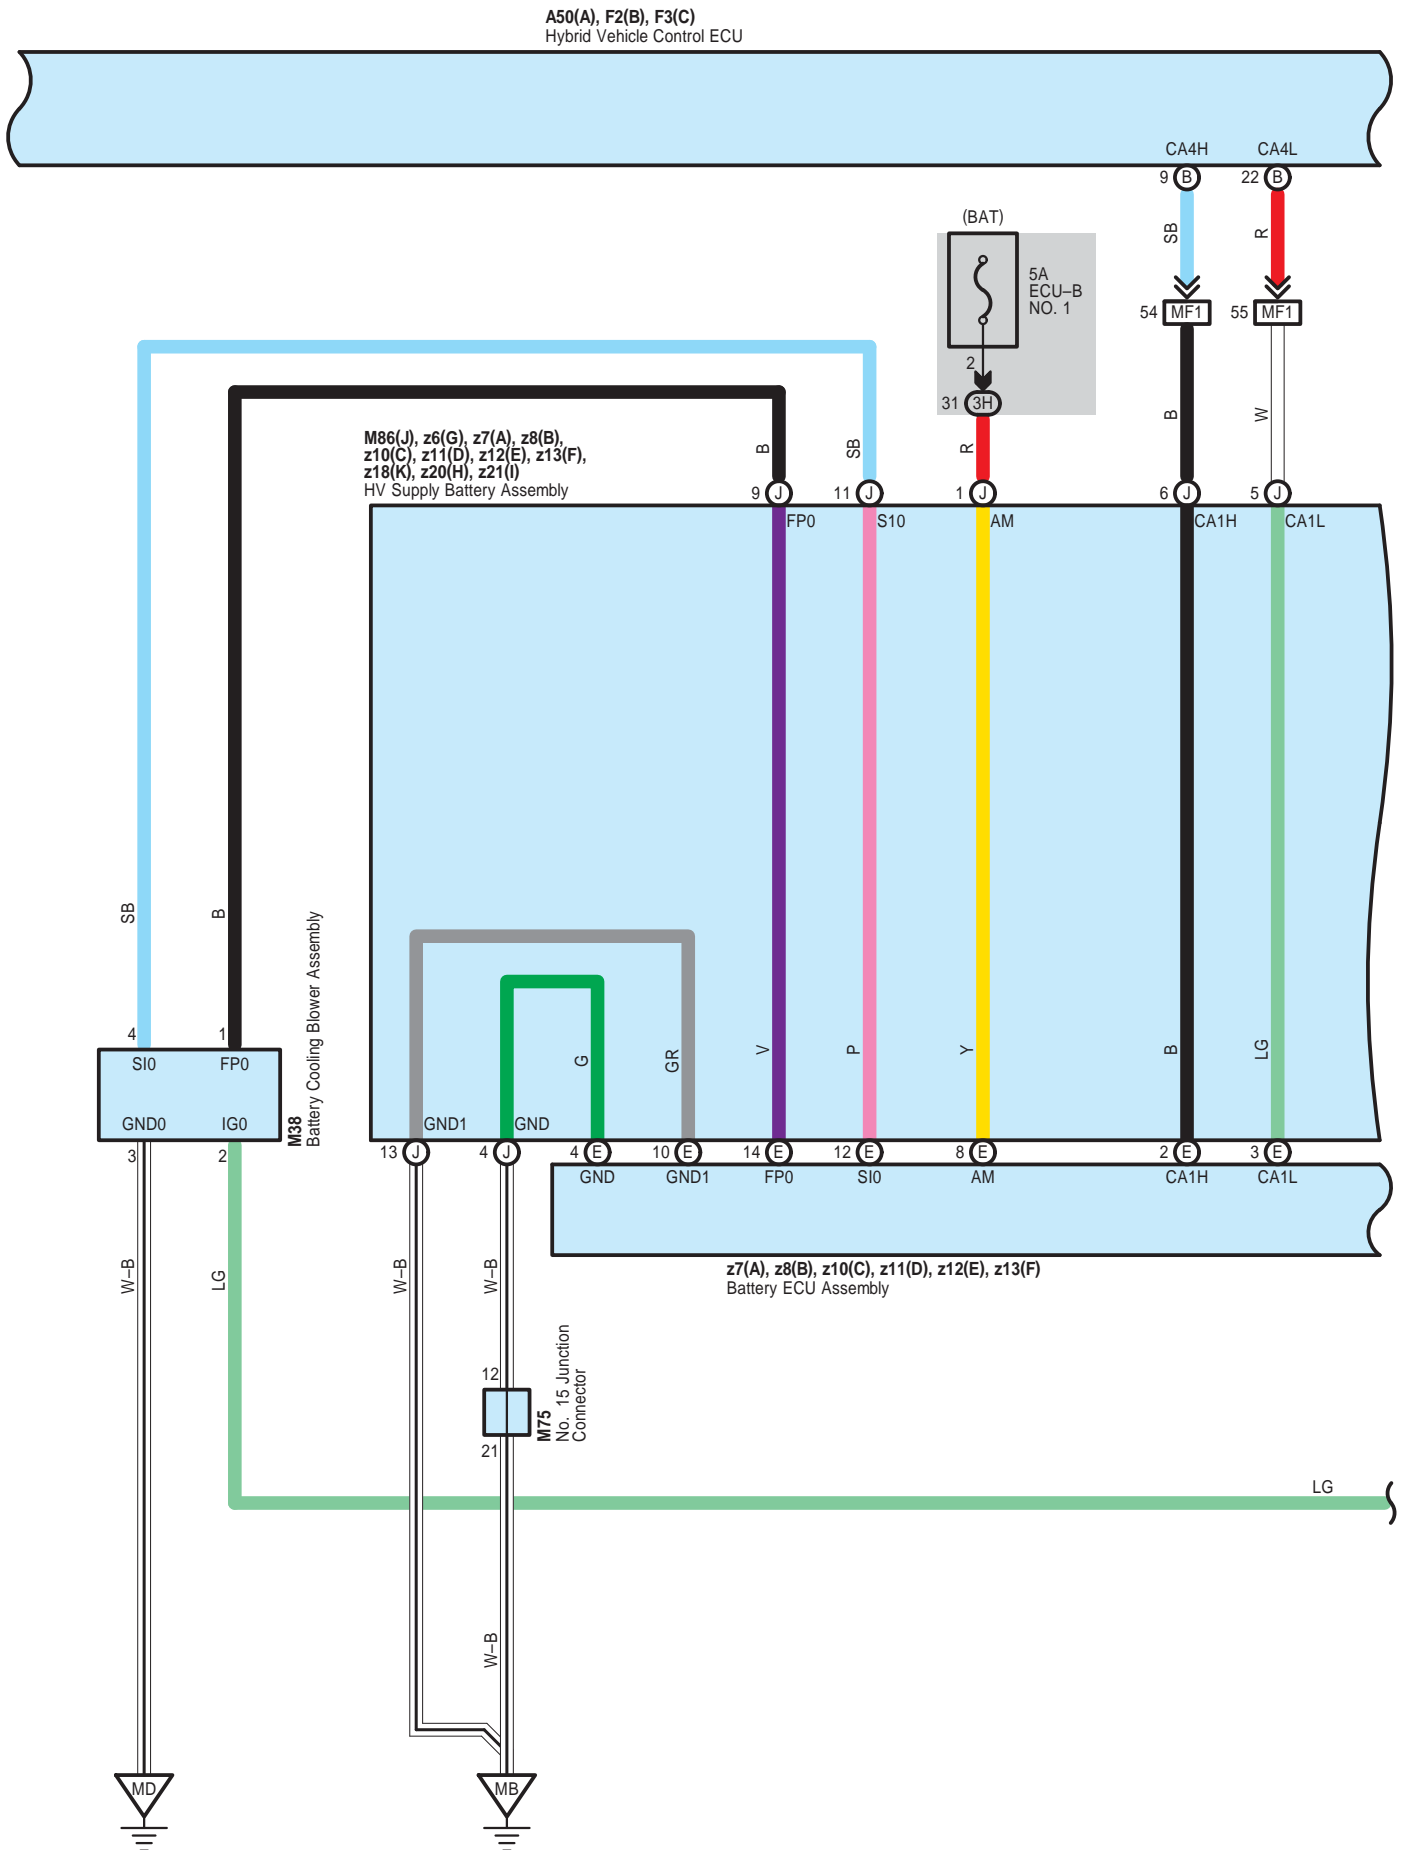 A50(A), F2(B), F3(C)
Hybrid Vehicle Control ECU
CA4H CA4L
9 B 22 B
(BAT)
SB R
5A
ECU–B
NO. 1
54 MF1 55 MF1
2
31 3H
M86(J), z6(G), z7(A), z8(B),
z10(C), z11(D), z12(E), z13(F),
z18(K), z20(H), z21(I)
HV Supply Battery Assembly
B SB R B W
9 J 11 J 1 J 6 J 5 J
FP0 S10 AM CA1H CA1L
SB B
4 1
SI0 FP0
GND0 IG0
3 2
M38
Battery Cooling Blower Assembly
G GR V P Y B LG
GND1 GND
13 J 4 J 4 E 10 E 14 E 12 E 8 E 2 E 3 E
GND GND1 FP0 SI0 AM CA1H CA1L
z7(A), z8(B), z10(C), z11(D), z12(E), z13(F)
Battery ECU Assembly
W–B LG W–B W–B
12
M75
No. 15 Junction
Connector
21
LG
W–B
MD MB